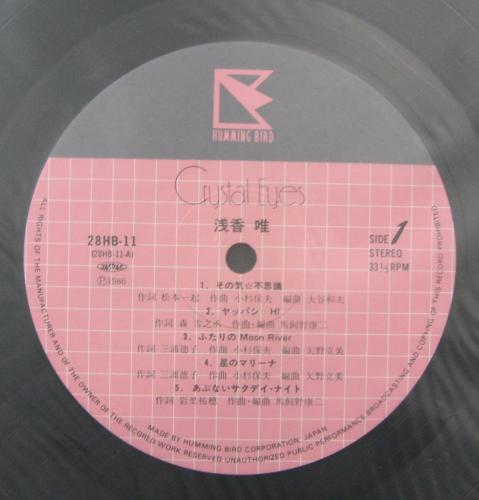 HUMMING BIRD
Crystal Eyes
浅香 唯
28HB-11
(28HB-11-A)
JASRAC
Ⓟ1986
SIDE 1
STEREO
33⅓RPM
1. その気☆不思議
作詞 松本一起 作曲 小杉保夫 編曲 大谷和夫
2. ヤッパシ H!
作詞 森 雪之丞 作曲・編曲 馬飼野康二
3. ふたりの Moon River
作詞 三浦徳子 作曲 小杉保夫 編曲 矢野立美
4. 星のマリーナ
作詞 三浦徳子 作曲 小杉保夫 編曲 矢野立美
5. あぶないサタデイ・ナイト
作詞 岩里祐穂 作曲・編曲 馬飼野康二
MADE BY HUMMING BIRD CORPORATION, JAPAN
ALL RIGHTS OF THE MANUFACTURER AND OF THE OWNER OF THE RECORDED WORK RESERVED UNAUTHORIZED PUBLIC PERFORMANCE, BROADCASTING AND COPYING OF THIS RECORD PROHIBITED